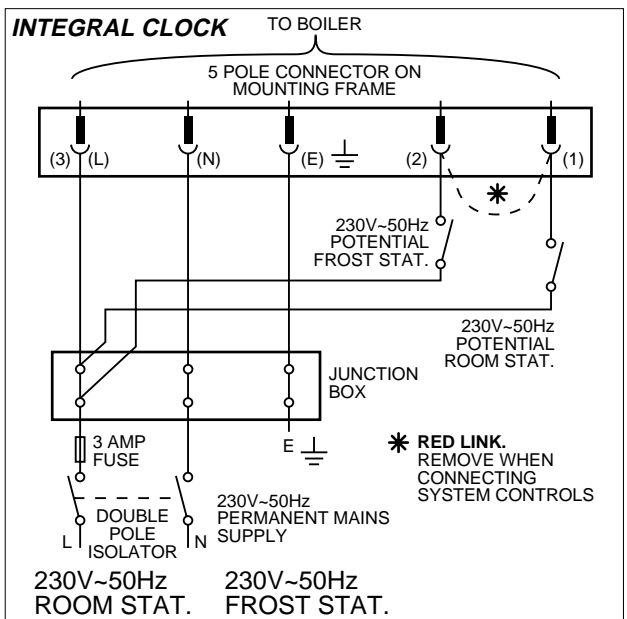 INTEGRAL CLOCK
TO BOILER
5 POLE CONNECTOR ON
MOUNTING FRAME
(3) (L) (N) (E) (2) (1)
230V~50Hz
POTENTIAL
FROST STAT.
230V~50Hz
POTENTIAL
ROOM STAT.
JUNCTION
BOX
3 AMP
FUSE
E
RED LINK.
REMOVE WHEN
CONNECTING
SYSTEM CONTROLS
DOUBLE
POLE
ISOLATOR
L
N
230V~50Hz
PERMANENT MAINS
SUPPLY
230V~50Hz
ROOM STAT.
230V~50Hz
FROST STAT.